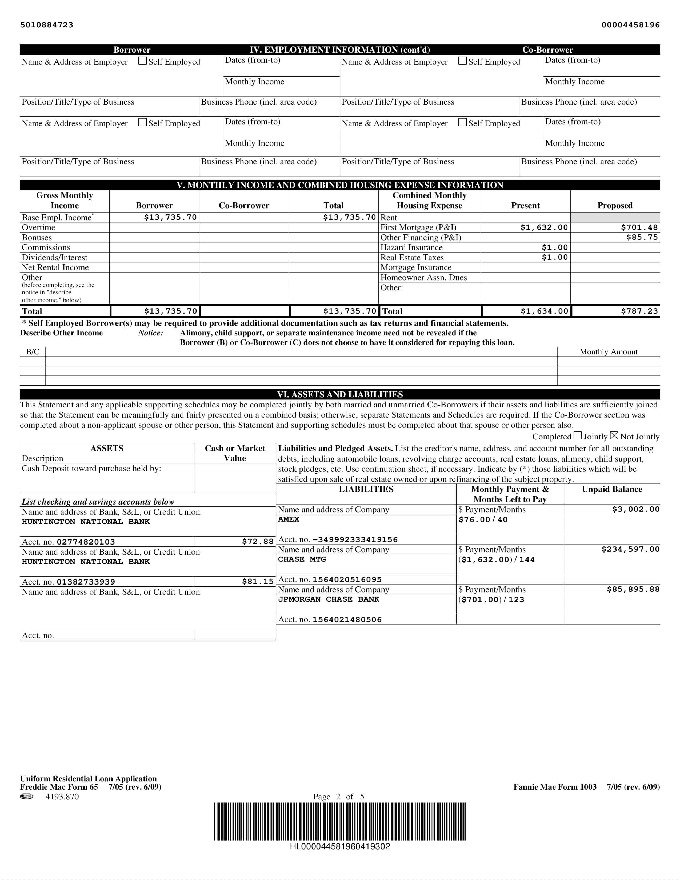 5010884723 00004458196
Borrower IV. EMPLOYMENT INFORMATION (cont'd) Co-Borrower
Name & Address of Employer Self Employed Dates (from-to) Name & Address of Employer Self Employed Dates (from-to)
Monthly Income Monthly Income
Position/Title/Type of Business Business Phone (incl. area code) Position/Title/Type of Business Business Phone (incl. area code)
Name & Address of Employer Self Employed Dates (from-to) Name & Address of Employer Self Employed Dates (from-to)
Monthly Income Monthly Income
Position/Title/Type of Business Business Phone (incl. area code) Position/Title/Type of Business Business Phone (incl. area code)
V. MONTHLY INCOME AND COMBINED HOUSING EXPENSE INFORMATION
Gross Monthly Income Borrower Co-Borrower Total Combined Monthly Housing Expense Present Proposed
Base Empl. Income* $13,735.70 $13,735.70 Rent
Overtime First Mortgage (P&I) $1,632.00 $701.48
Bonuses Other Financing (P&I) $85.75
Commissions Hazard Insurance $1.00
Dividends/Interest Real Estate Taxes $1.00
Net Rental Income Mortgage Insurance
Other Homeowner Assn. Dues
(before completing, see the Other
notice in "describe
other income," below)
Total $13,735.70 $13,735.70 Total $1,634.00 $787.23
* Self Employed Borrower(s) may be required to provide additional documentation such as tax returns and financial statements.
Describe Other Income Notice: Alimony, child support, or separate maintenance income need not be revealed if the
Borrower (B) or Co-Borrower (C) does not choose to have it considered for repaying this loan.
B/C Monthly Amount
VI. ASSETS AND LIABILITIES
This Statement and any applicable supporting schedules may be completed jointly by both married and unmarried Co-Borrowers if their assets and liabilities are sufficiently joined
so that the Statement can be meaningfully and fairly presented on a combined basis; otherwise, separate Statements and Schedules are required. If the Co-Borrower section was
completed about a non-applicant spouse or other person, this Statement and supporting schedules must be completed about that spouse or other person also.
Completed Jointly ☒ Not Jointly
ASSETS Cash or Market Value Liabilities and Pledged Assets. List the creditor's name, address, and account number for all outstanding
Description debts, including automobile loans, revolving charge accounts, real estate loans, alimony, child support,
Cash Deposit toward purchase held by: stock pledges, etc. Use continuation sheet, if necessary. Indicate by (*) those liabilities which will be
satisfied upon sale of real estate owned or upon refinancing of the subject property.
LIABILITIES Monthly Payment & Months Left to Pay Unpaid Balance
List checking and savings accounts below
Name and address of Bank, S&L, or Credit Union Name and address of Company $ Payment/Months $3,002.00
HUNTINGTON NATIONAL BANK AMEX $76.00/40
Acct. no. 02774820103 $72.88 Acct. no. -349992333419156
Name and address of Bank, S&L, or Credit Union Name and address of Company $ Payment/Months $234,597.00
HUNTINGTON NATIONAL BANK CHASE MTG ($1,632.00)/144
Acct. no. 01382733939 $81.15 Acct. no. 1564020516095
Name and address of Bank, S&L, or Credit Union Name and address of Company $ Payment/Months $85,895.88
JPMORGAN CHASE BANK ($701.00)/123
Acct. no. 1564021480506
Acct. no.
Uniform Residential Loan Application
Freddie Mac Form 65 7/05 (rev. 6/09) Fannie Mae Form 1003 7/05 (rev. 6/09)
4193.870 Page 2 of 5
HL000044581960419302